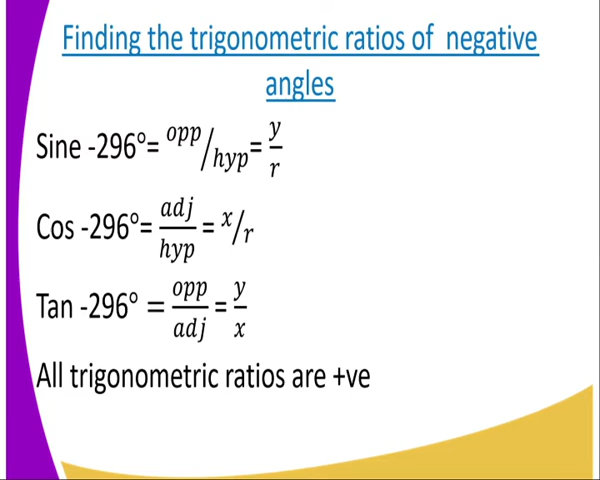 Finding the trigonometric ratios of negative
angles
Sine -296°= opp/hyp = y/r
Cos -296°= adj/hyp = x/r
Tan -296° = opp/adj = y/x
All trigonometric ratios are +ve